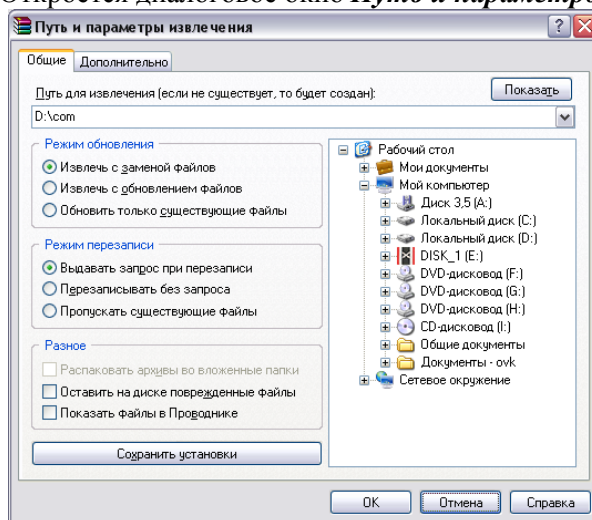 Откроется диалоговое окно Путь и параметры
Путь и параметры извлечения
Общие Дополнительно
Путь для извлечения (если не существует, то будет создан): Показать
D:\com
Режим обновления
Извлечь с заменой файлов
Извлечь с обновлением файлов
Обновить только существующие файлы
Режим перезаписи
Выдавать запрос при перезаписи
Перезаписывать без запроса
Пропускать существующие файлы
Разное
Распаковать архивы во вложенные папки
Оставить на диске поврежденные файлы
Показать файлы в Проводнике
Сохранить установки
Рабочий стол
Мои документы
Мой компьютер
Диск 3,5 (A:)
Локальный диск (C:)
Локальный диск (D:)
DISK_1 (E:)
DVD-дисковод (F:)
DVD-дисковод (G:)
DVD-дисковод (H:)
CD-дисковод (I:)
Общие документы
Документы - ovk
Сетевое окружение
OK Отмена Справка